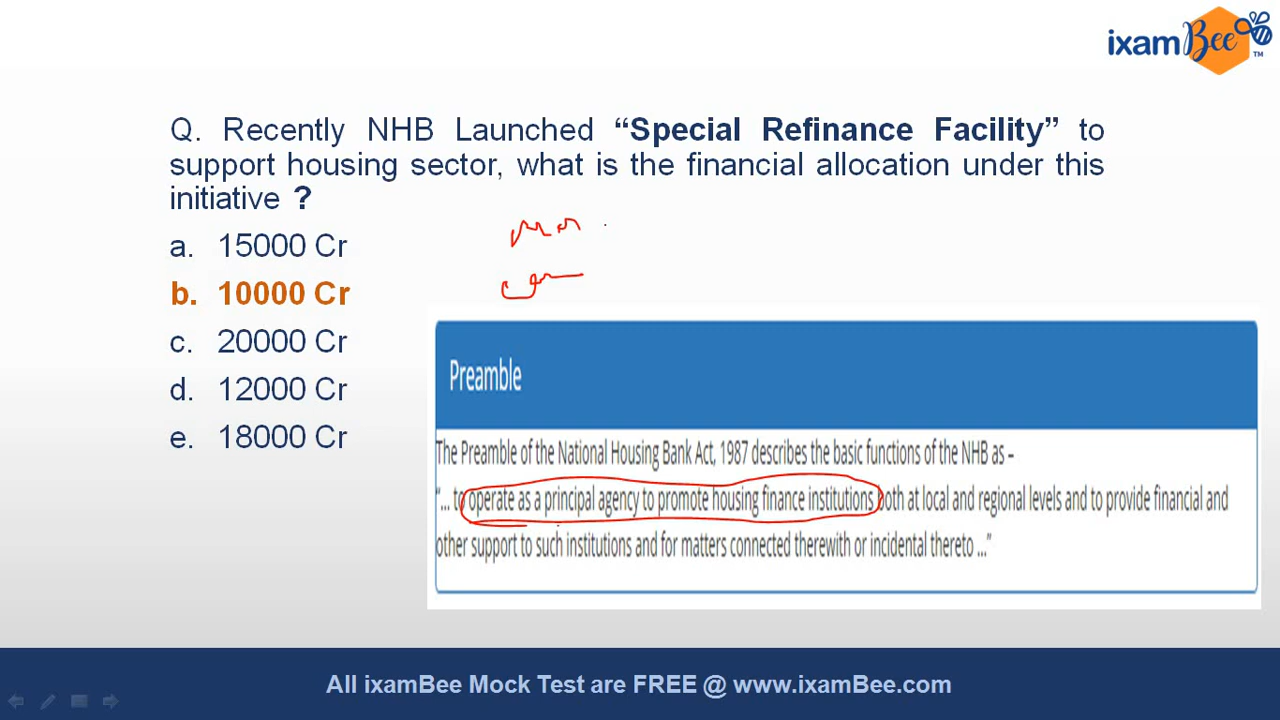 ixamBee
TM
Q. Recently NHB Launched “Special Refinance Facility” to
support housing sector, what is the financial allocation under this
initiative ?
a. 15000 Cr
b. 10000 Cr
c. 20000 Cr
d. 12000 Cr
e. 18000 Cr
Preamble
The Preamble of the National Housing Bank Act, 1987 describes the basic functions of the NHB as –
“... to operate as a principal agency to promote housing finance institutions both at local and regional levels and to provide financial and
other support to such institutions and for matters connected therewith or incidental thereto ...”
All ixamBee Mock Test are FREE @ www.ixamBee.com